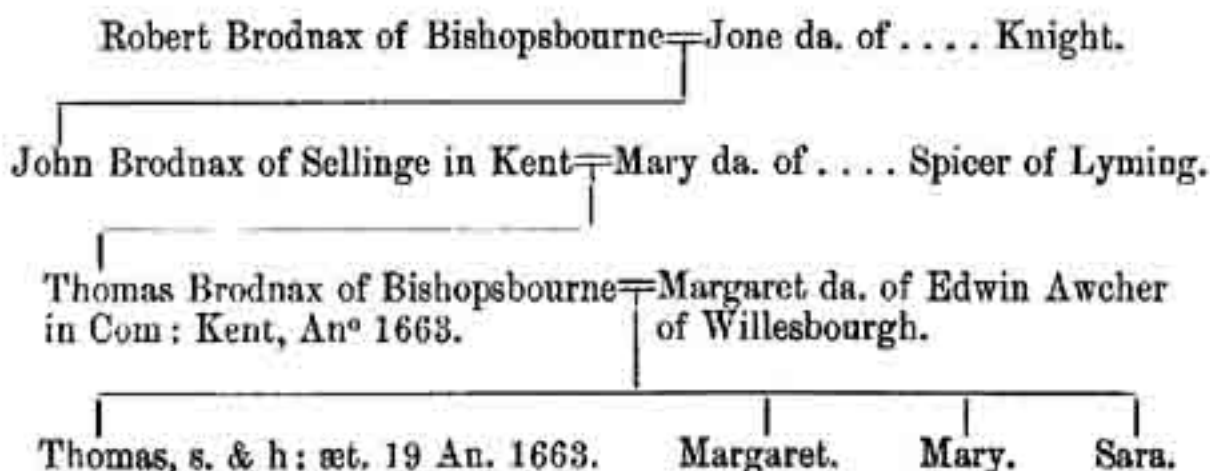 Robert Brodnax of Bishopsbourne=Jone da. of .... Knight.
John Brodnax of Sellinge in Kent=Mary da. of .... Spicer of Lyming.
Thomas Brodnax of Bishopsbourne=Margaret da. of Edwin Awcher
in Com: Kent, Anº 1663. of Willesbourgh.
Thomas, s. & h: æt. 19 An. 1663. Margaret. Mary. Sara.